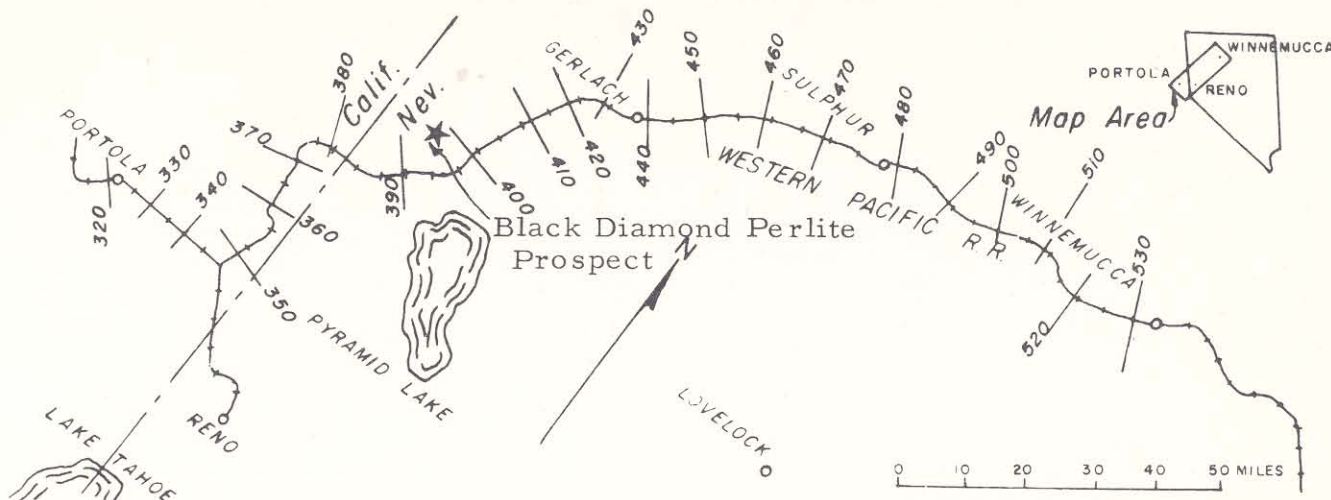 PORTOLA
320
330
340
350
360
370
380
Calif.
Nev.
390
400
410
420
430
GERLACH
440
450
460
SULPHUR
470
480
490
500
510
WINNEMUCCA
520
530
WESTERN PACIFIC R.R.
Black Diamond Perlite
Prospect
N
PYRAMID LAKE
RENO
LAKE TAHOE
LOVELOCK
0 10 20 30 40 50 MILES
WINNEMUCCA
PORTOLA
RENO
Map Area